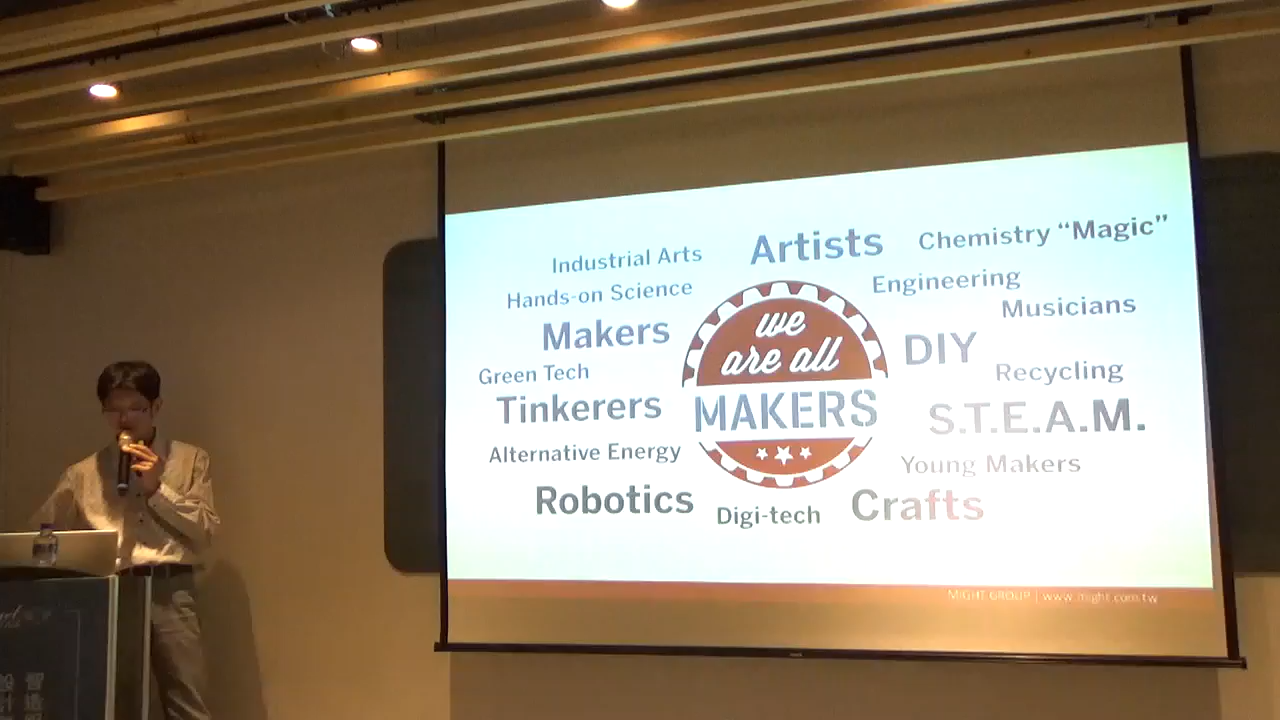 Industrial Arts
Artists
Chemistry “Magic”
Hands-on Science
Engineering
Makers
Musicians
we
are all
MAKERS
DIY
Green Tech
Recycling
Tinkerers
S.T.E.A.M.
Alternative Energy
Young Makers
Robotics
Digi-tech
Crafts
MIGHT GROUP | www.might.com.tw